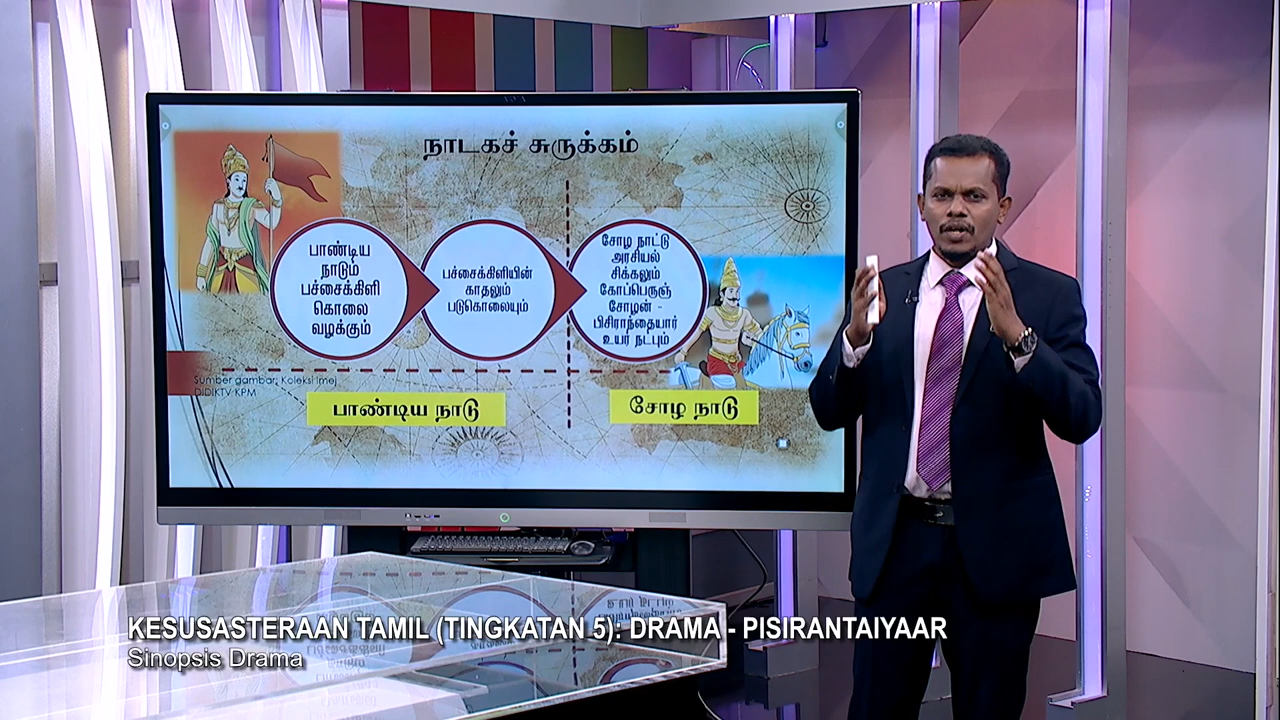 நாடகச் சுருக்கம்
பாண்டிய
நாடும்
பச்சைக்கிளி
கொலை
வழக்கும்
பச்சைக்கிளியின்
காதலும்
படுகொலையும்
சோழ நாட்டு
அரசியல்
சிக்கலும்
கோப்பெருஞ்
சோழன் -
பிசிராந்தையார்
உயர் நட்பும்
Sumber gambar: Koleksi Imej
DIDIKTV KPM
பாண்டிய நாடு
சோழ நாடு
KESUSASTERAAN TAMIL (TINGKATAN 5): DRAMA - PISIRANTAIYAAR
Sinopsis Drama